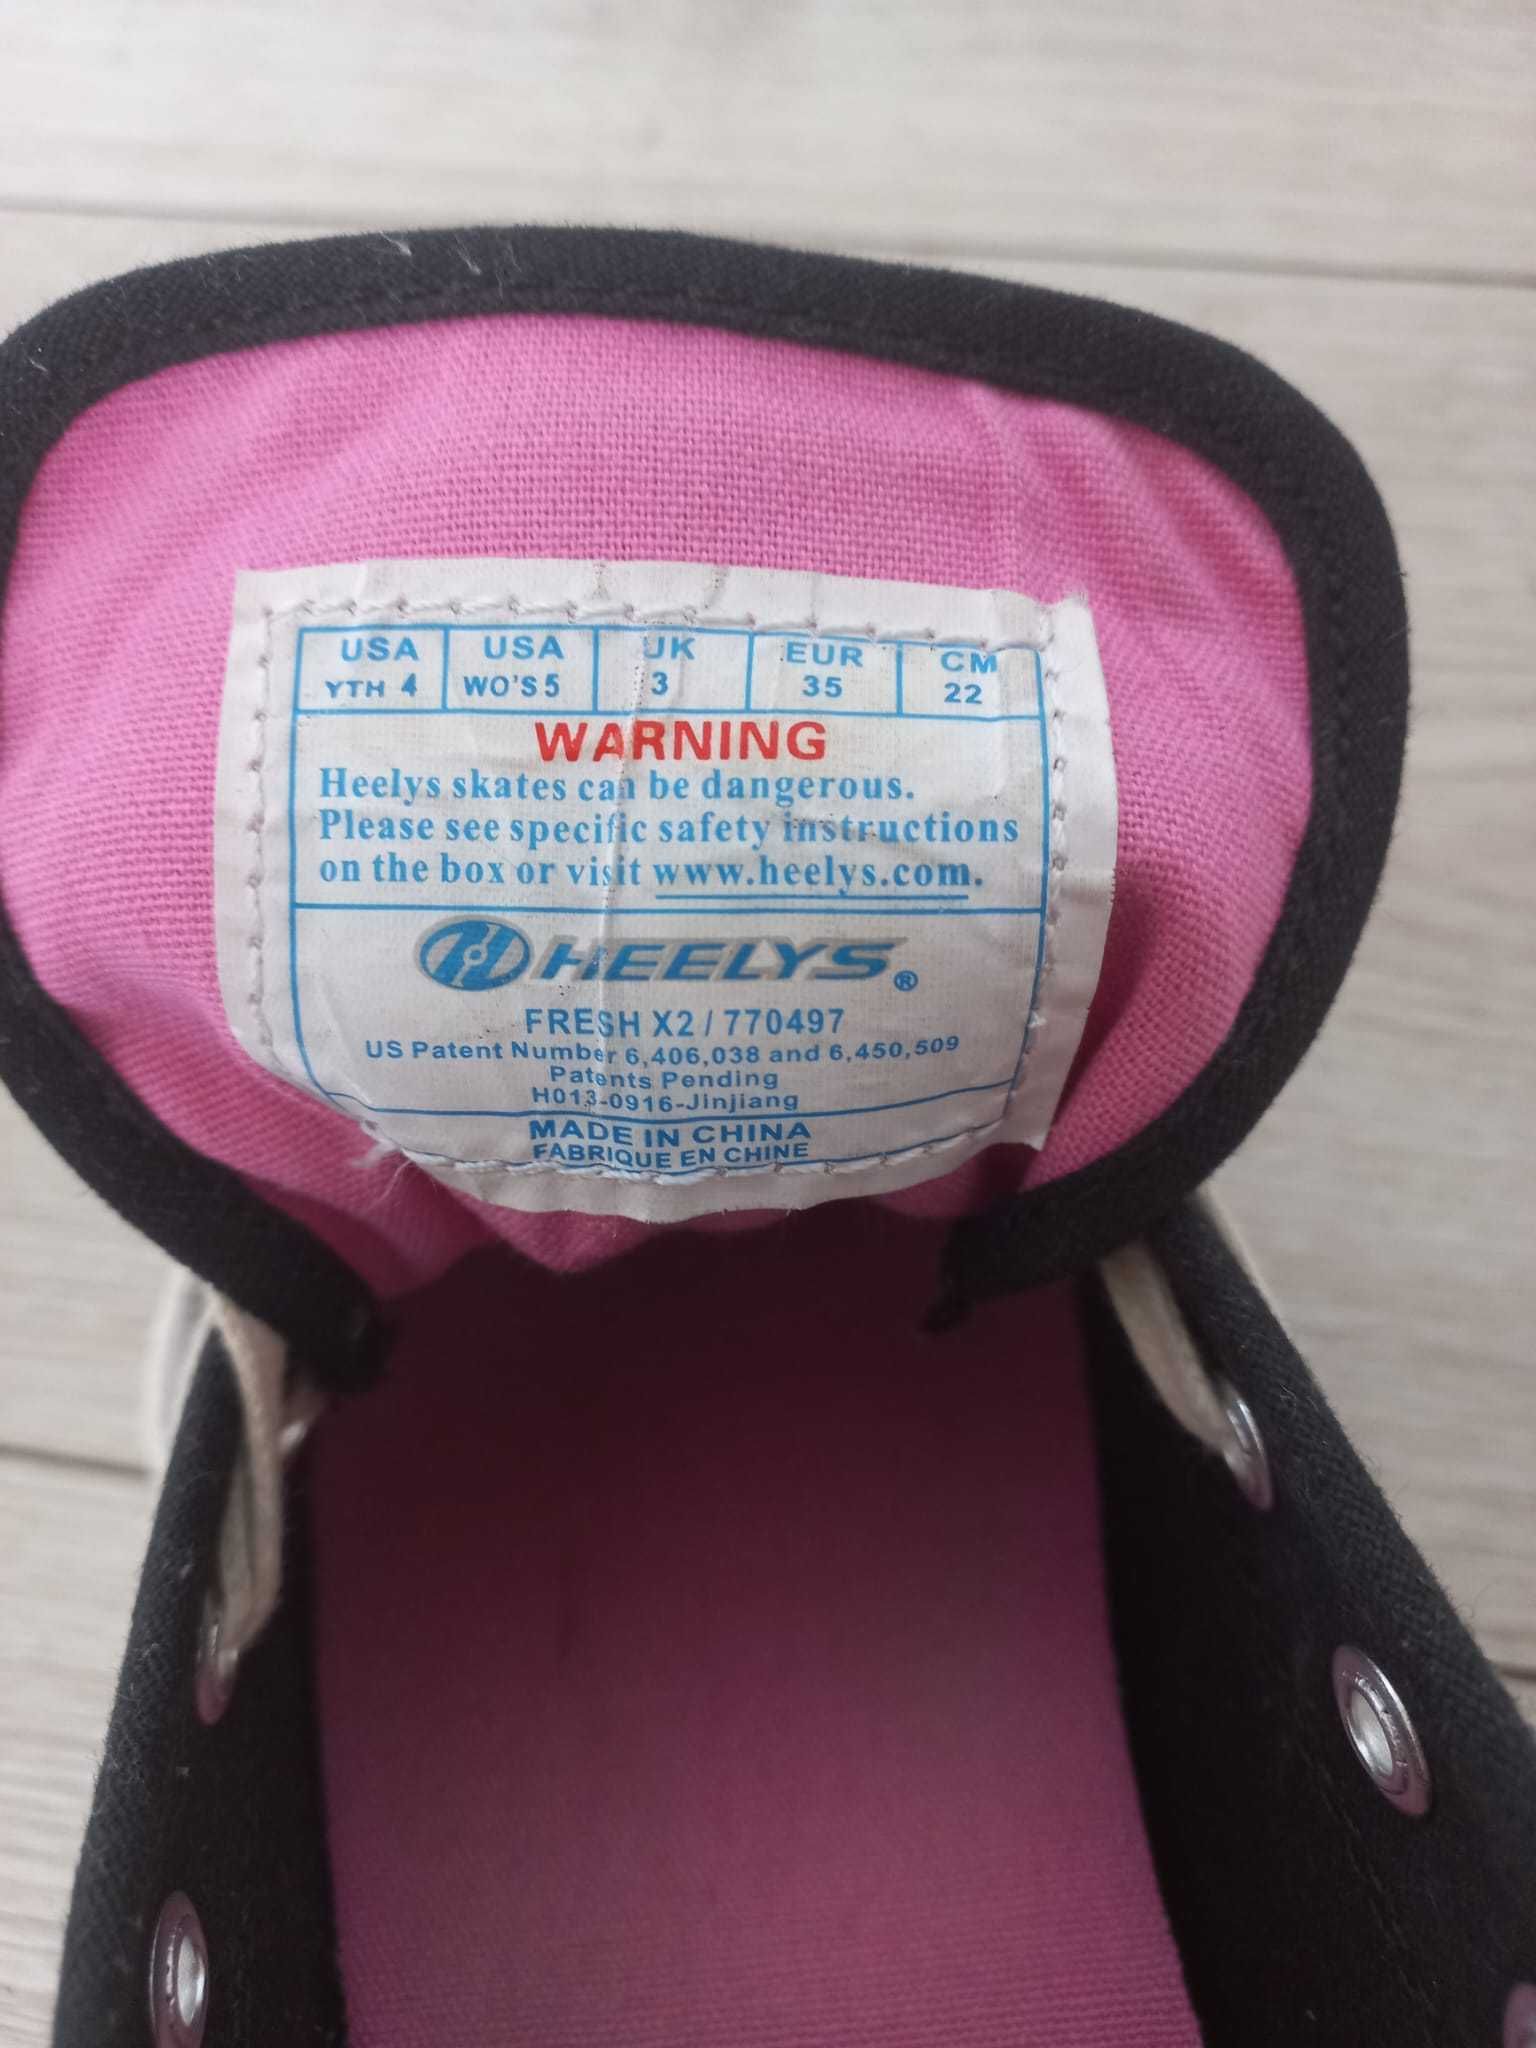 USA USA UK EUR CM
YTH 4 WO'S 5 3 35 22
WARNING
Heelys skates can be dangerous.
Please see specific safety instructions
on the box or visit www.heelys.com.
HEELYS ®
FRESH X2 / 770497
US Patent Number 6,406,038 and 6,450,509
Patents Pending
H013-0916-Jinjiang
MADE IN CHINA
FABRIQUE EN CHINE